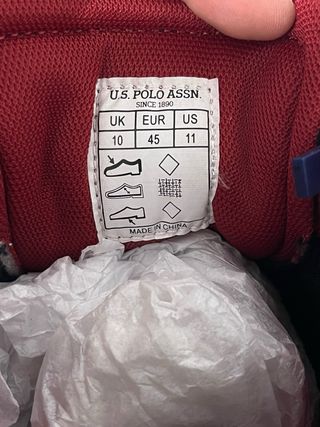 U.S. POLO ASSN.
SINCE 1890
UK EUR US
10 45 11
MADE IN CHINA